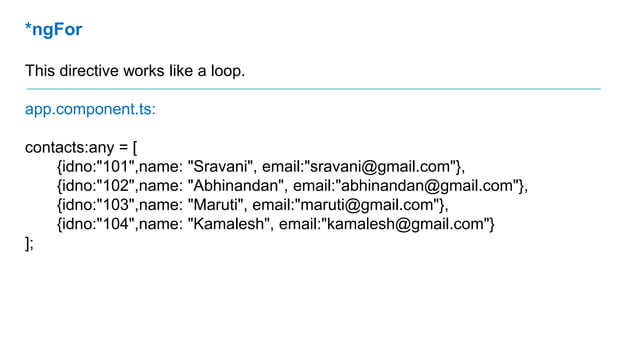 *ngFor
This directive works like a loop.
app.component.ts:
contacts:any = [
{idno:"101",name: "Sravani", email:"sravani@gmail.com"},
{idno:"102",name: "Abhinandan", email:"abhinandan@gmail.com"},
{idno:"103",name: "Maruti", email:"maruti@gmail.com"},
{idno:"104",name: "Kamalesh", email:"kamalesh@gmail.com"}
];